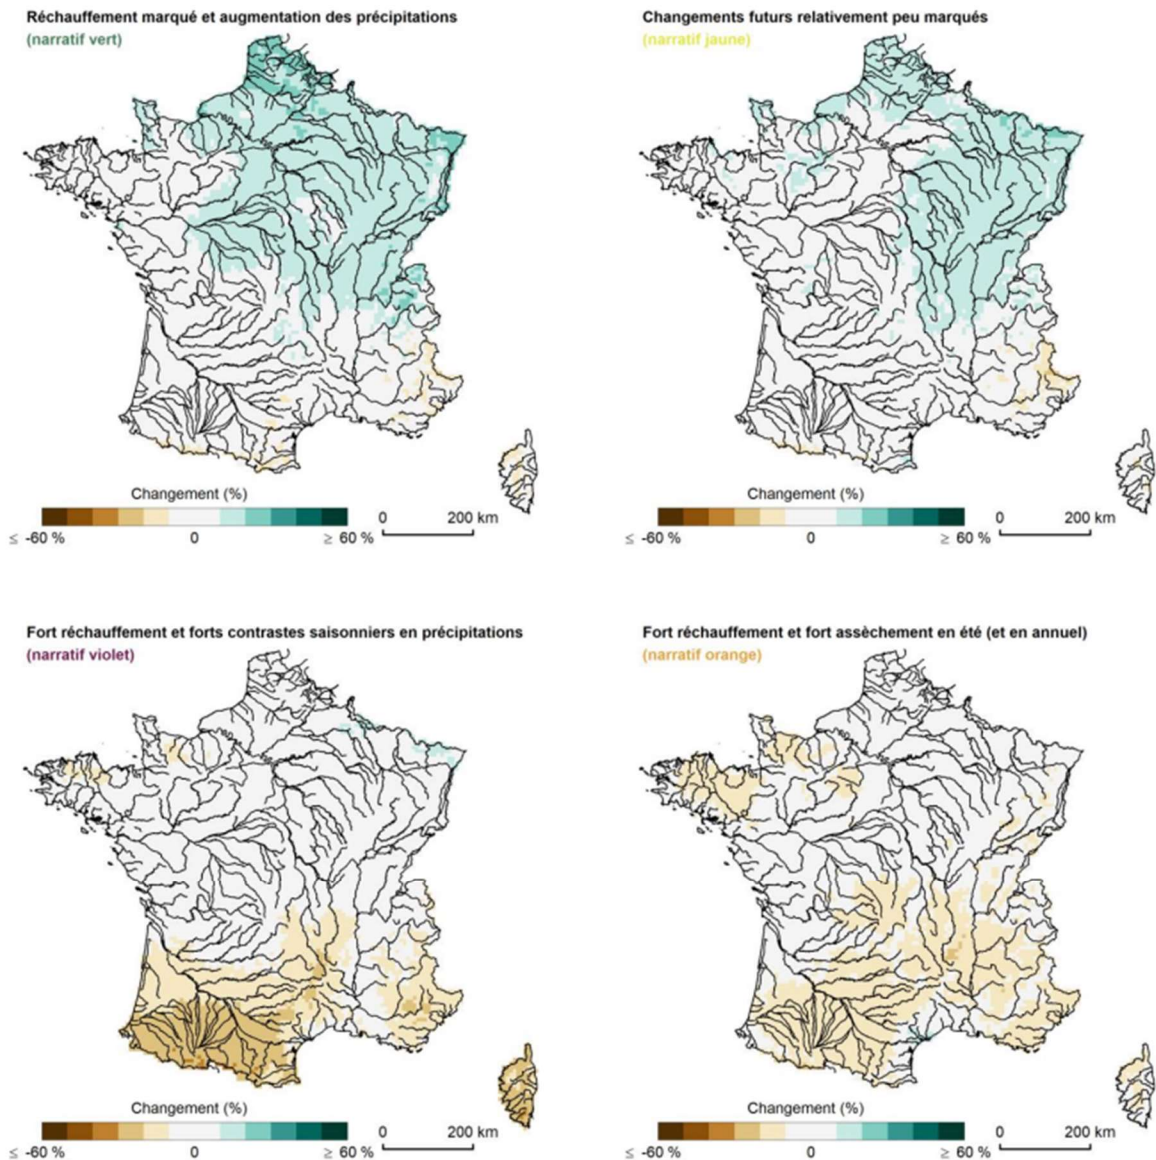 Réchauffement marqué et augmentation des précipitations
(narratif vert)
Changement (%)
0 200 km
≤ -60 % 0 ≥ 60 %
Changements futurs relativement peu marqués
(narratif jaune)
Changement (%)
0 200 km
≤ -60 % 0 ≥ 60 %
Fort réchauffement et forts contrastes saisonniers en précipitations
(narratif violet)
Changement (%)
0 200 km
≤ -60 % 0 ≥ 60 %
Fort réchauffement et fort assèchement en été (et en annuel)
(narratif orange)
Changement (%)
0 200 km
≤ -60 % 0 ≥ 60 %